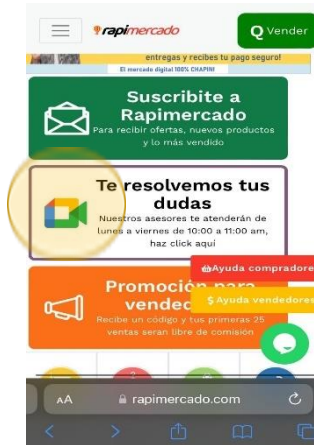 rapimercado
Q Vender
entregas y recibes tu pago seguro!
El mercado digital 100% CHAPIN!
Suscribite a
Rapimercado
Para recibir ofertas, nuevos productos
y lo más vendido
Te resolvemos tus
dudas
Nuestros asesores te atenderán de
lunes a viernes de 10:00 a 11:00 am,
haz click aquí
Ayuda compradore
Promoción para
vended
$ Ayuda vendedores
Recibe un código y tus primeras 25
ventas seran libre de comisión
AA
rapimercado.com